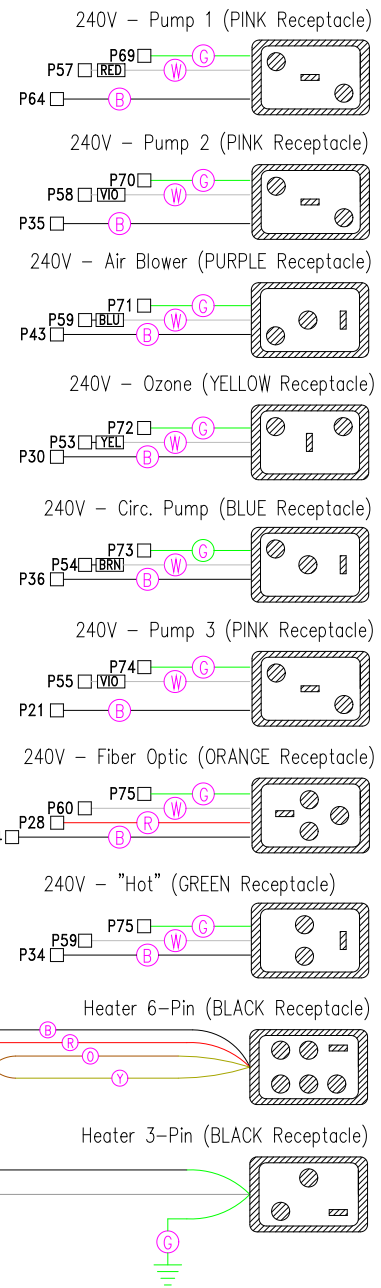 240V - Pump 1 (PINK Receptacle)
P69 G
P57 RED W
P64 B
240V - Pump 2 (PINK Receptacle)
P70 G
P58 VIO W
P35 B
240V - Air Blower (PURPLE Receptacle)
P71 G
P59 BLU W
P43 B
240V - Ozone (YELLOW Receptacle)
P72 G
P53 YEL W
P30 B
240V - Circ. Pump (BLUE Receptacle)
P73 G
P54 BRN W
P36 B
240V - Pump 3 (PINK Receptacle)
P74 G
P55 VIO W
P21 B
240V - Fiber Optic (ORANGE Receptacle)
P75 G
P60 W
P28 R
B
240V - "Hot" (GREEN Receptacle)
P75 G
P59 W
P34 B
Heater 6-Pin (BLACK Receptacle)
B
R
O
Y
Heater 3-Pin (BLACK Receptacle)
G